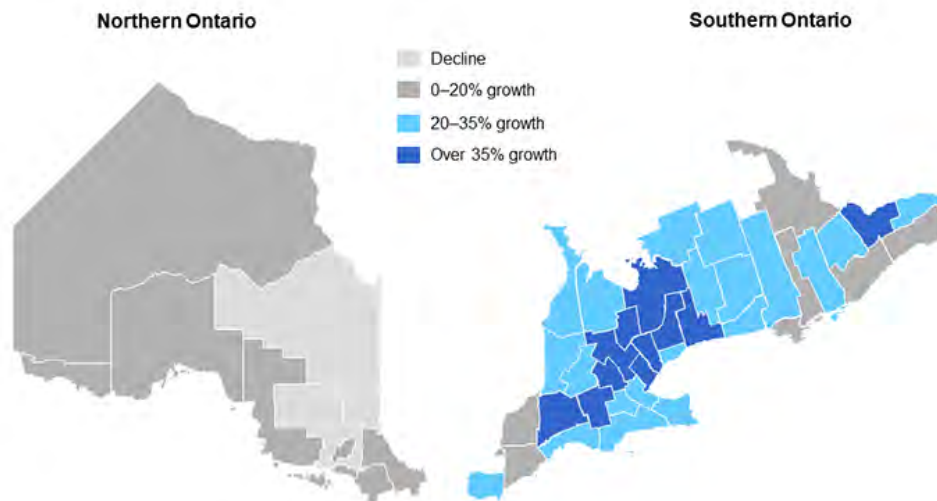 Northern Ontario
Southern Ontario
Decline
0–20% growth
20–35% growth
Over 35% growth